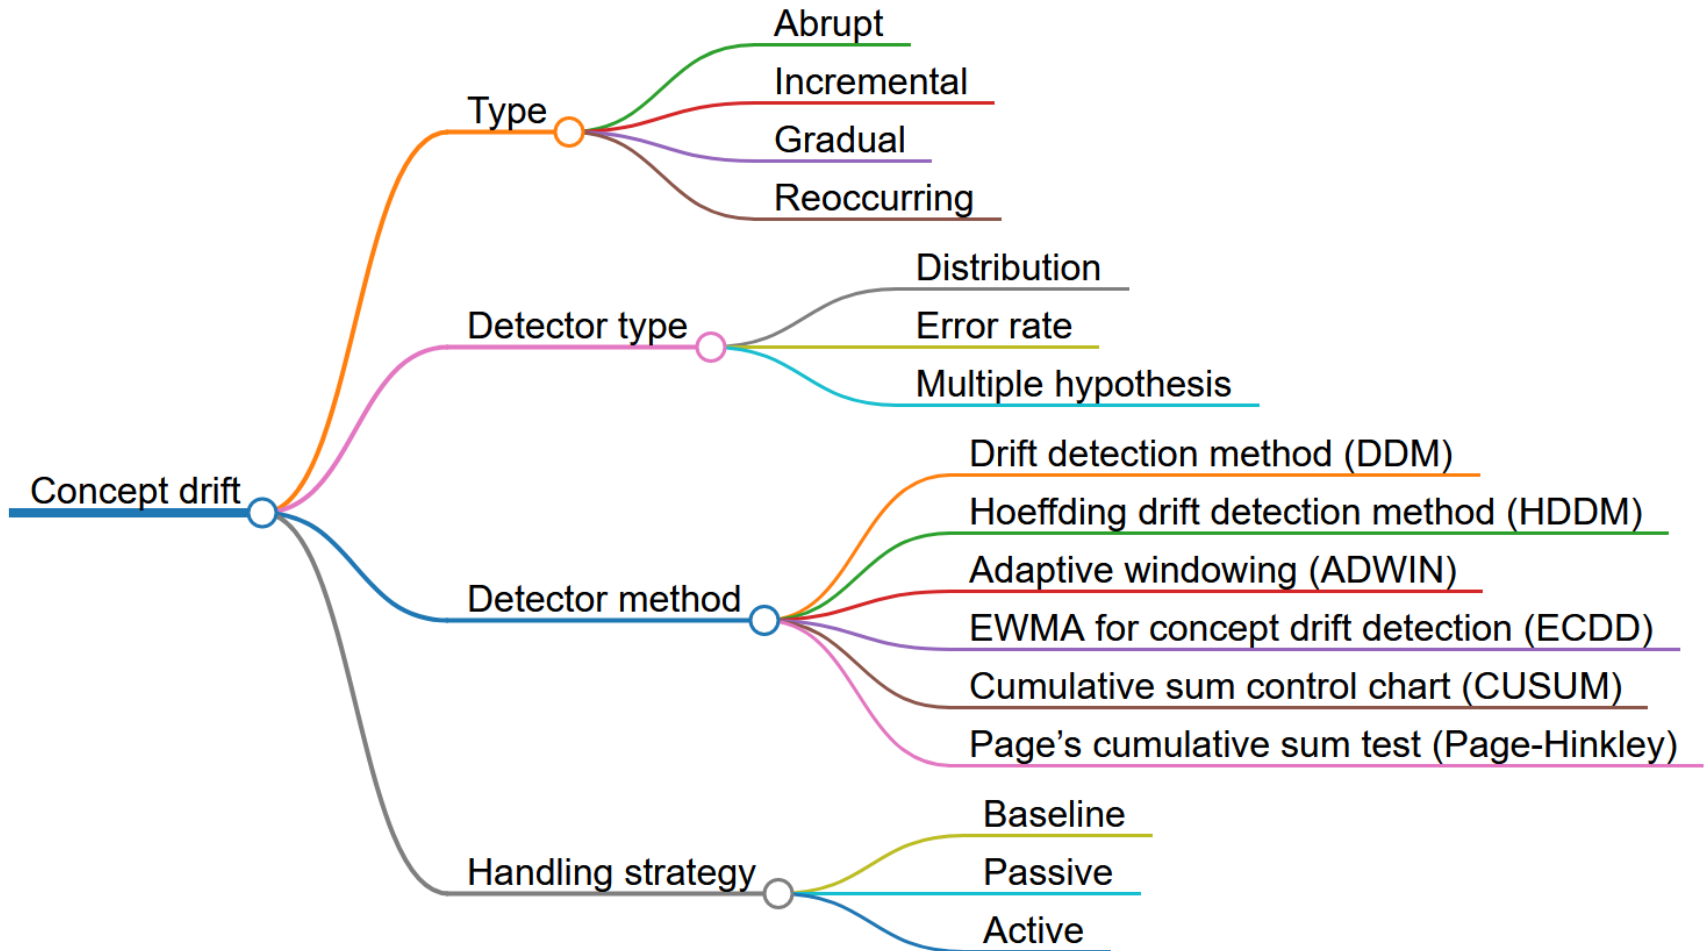 Concept drift
Type
Abrupt
Incremental
Gradual
Reoccurring
Detector type
Distribution
Error rate
Multiple hypothesis
Detector method
Drift detection method (DDM)
Hoeffding drift detection method (HDDM)
Adaptive windowing (ADWIN)
EWMA for concept drift detection (ECDD)
Cumulative sum control chart (CUSUM)
Page’s cumulative sum test (Page-Hinkley)
Handling strategy
Baseline
Passive
Active